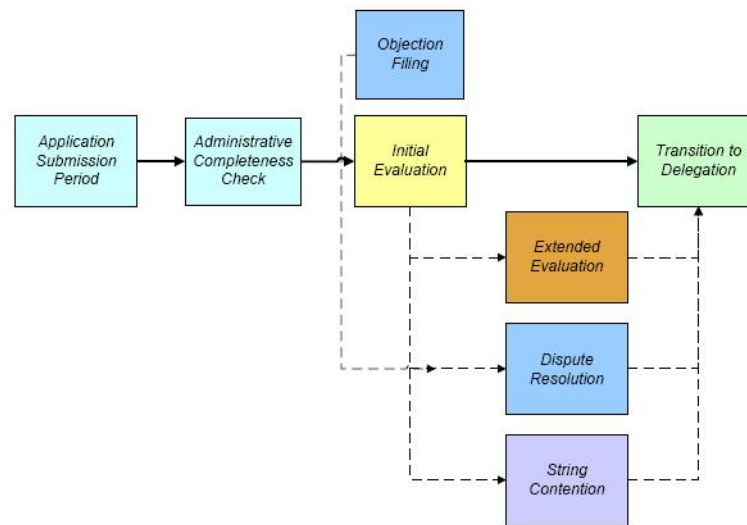 Objection
Filing
Application
Submission
Period
Administrative
Completeness
Check
Initial
Evaluation
Transition to
Delegation
Extended
Evaluation
Dispute
Resolution
String
Contention